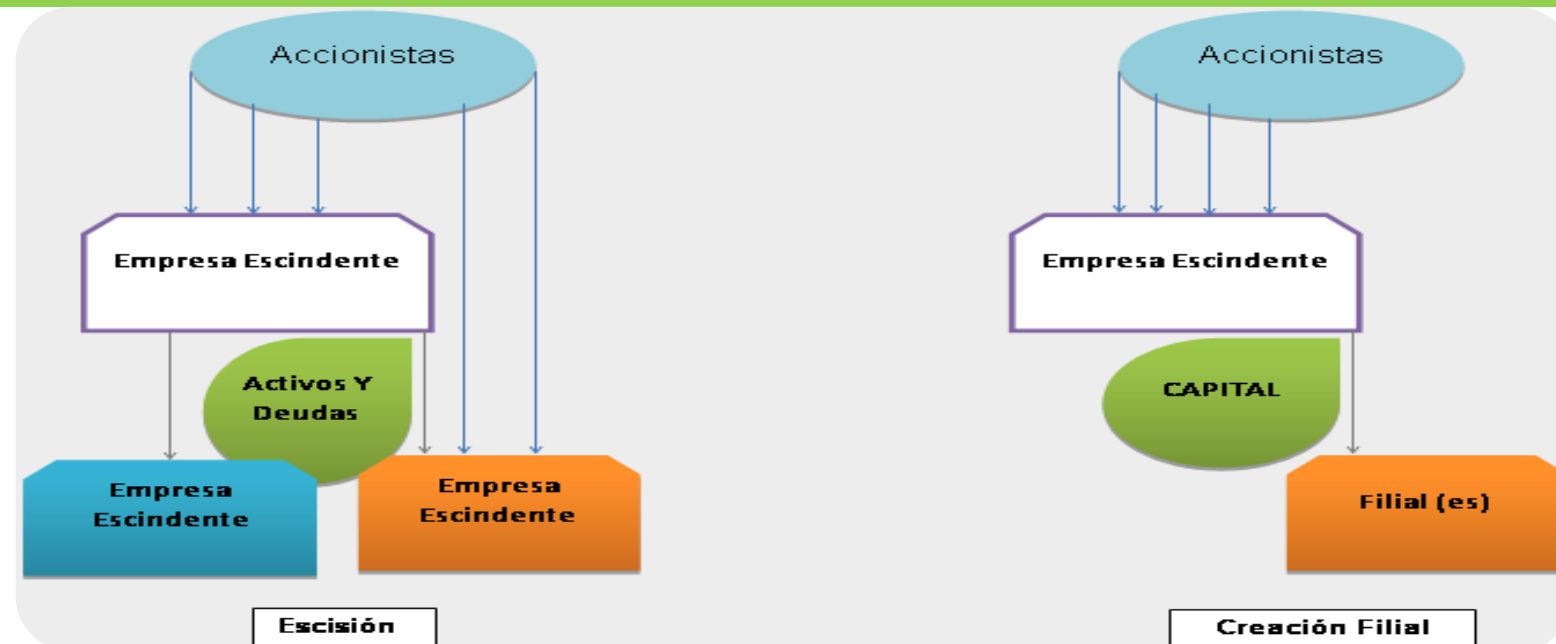 Accionistas
Empresa Escindente
Activos Y
Deudas
Empresa
Escindente
Empresa
Escindente
Escisión
Accionistas
Empresa Escindente
CAPITAL
Filial (es)
Creación Filial